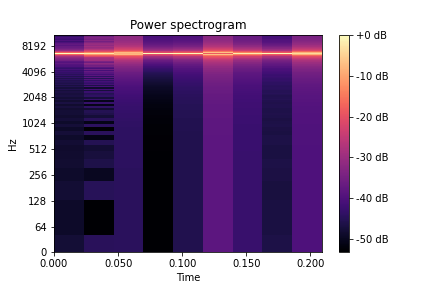 Power spectrogram
8192
4096
2048
1024
512
256
128
64
0
Hz
0.000
0.050
0.100
0.150
0.200
Time
+0 dB
-10 dB
-20 dB
-30 dB
-40 dB
-50 dB